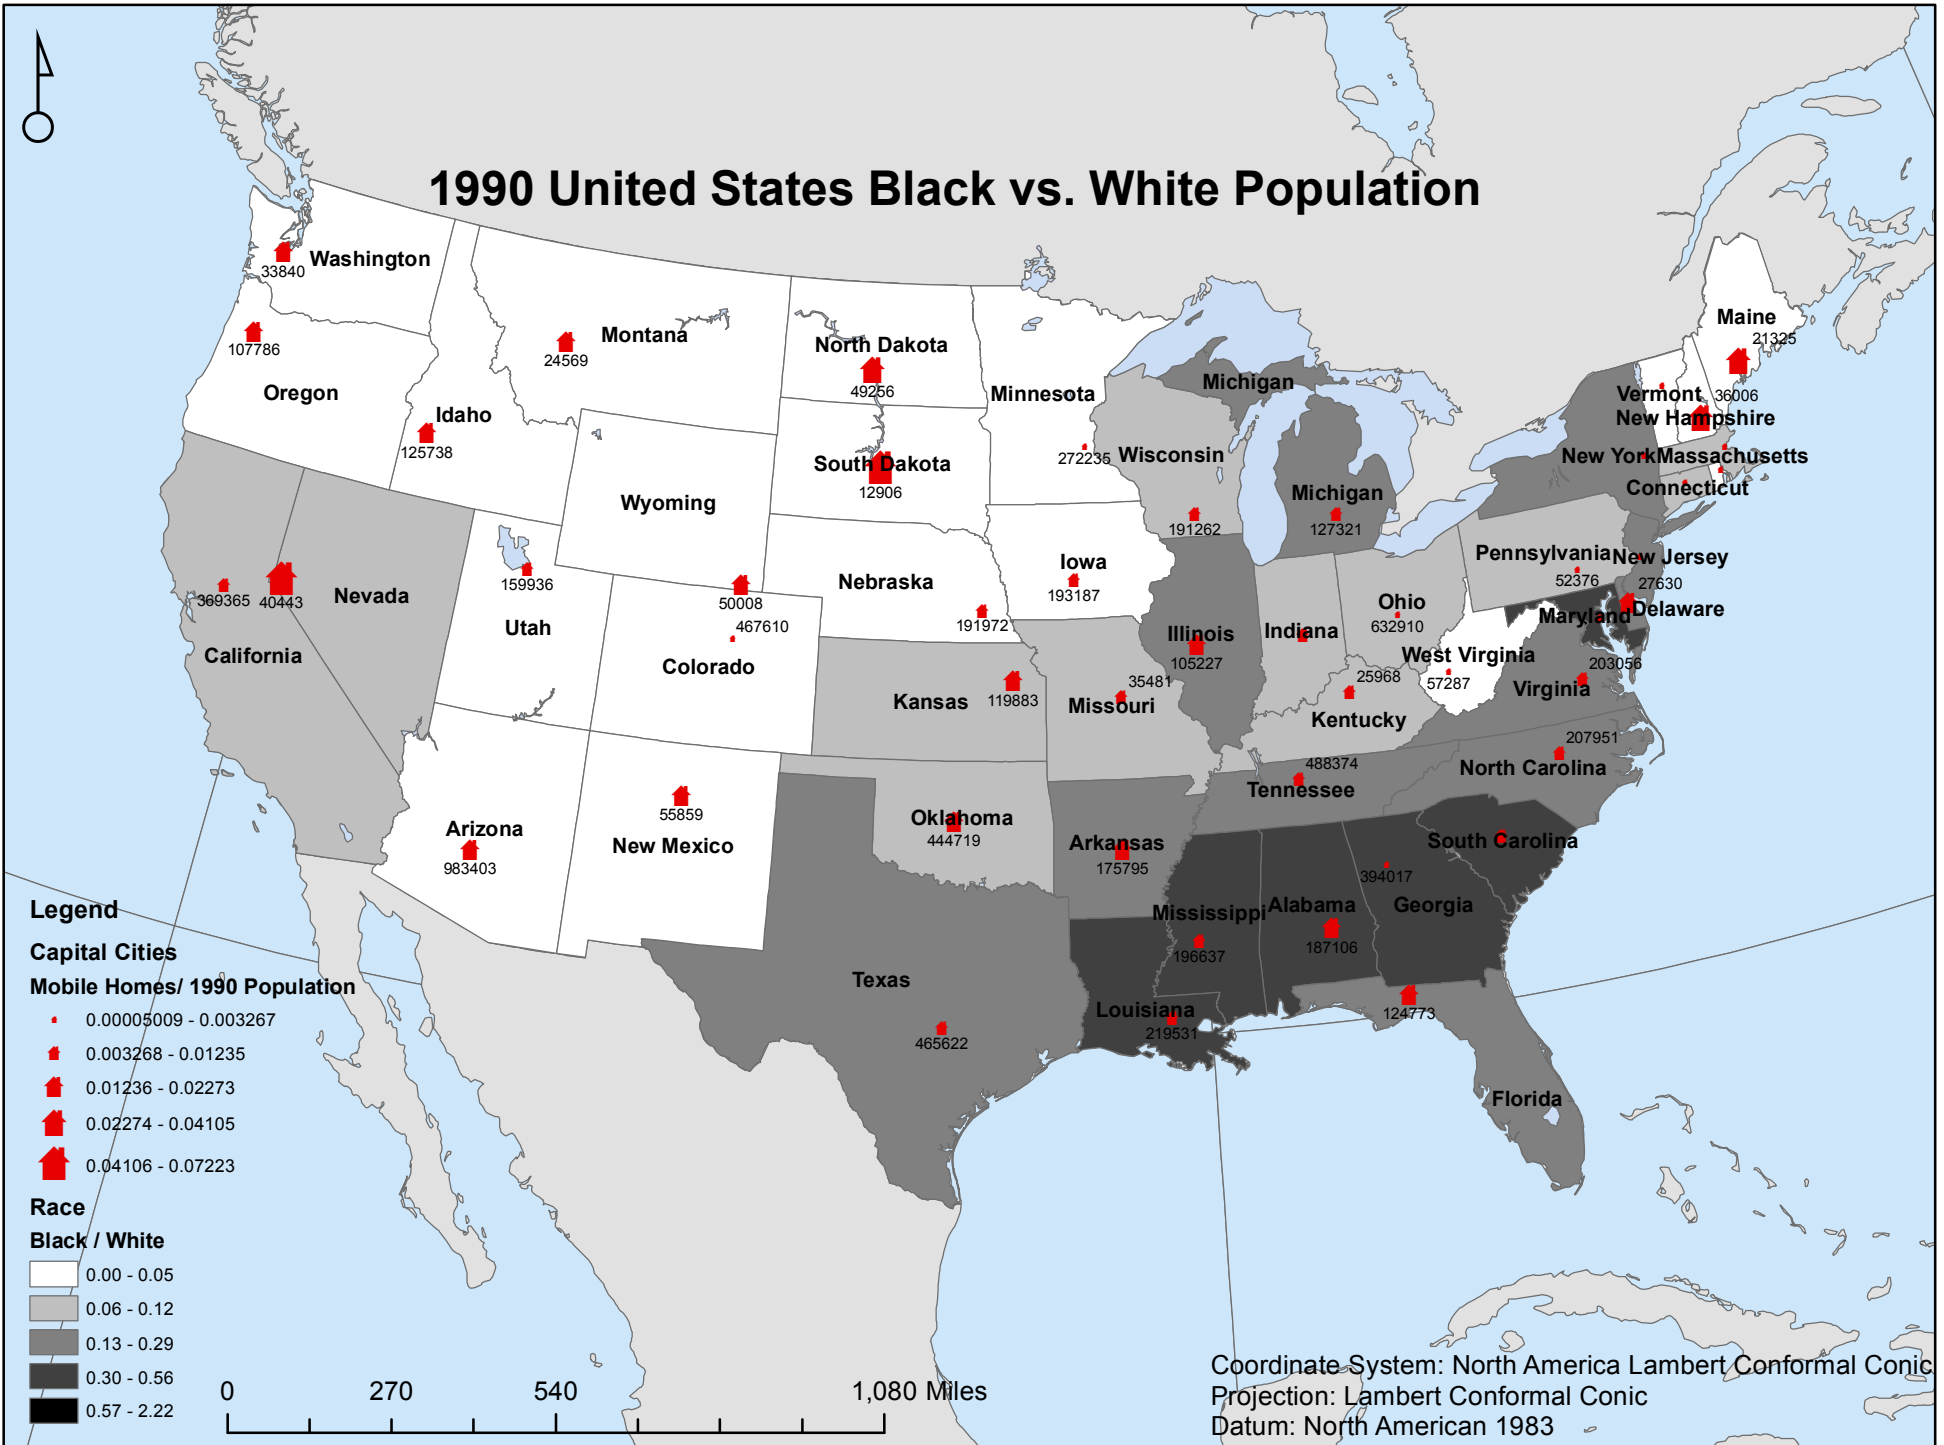 1990 United States Black vs. White Population
Washington
33840
Maine
21325
Montana
24569
North Dakota
49256
107786
Oregon
Minnesota
272235
Michigan
Vermont
36006
New Hampshire
Idaho
125738
Wisconsin
191262
New York
Massachusetts
South Dakota
12906
Connecticut
Wyoming
Michigan
127321
Pennsylvania
52376
New Jersey
27630
Iowa
193187
159936
Nebraska
191972
369365
40443
Nevada
50008
467610
Ohio
632910
Maryland
Delaware
Utah
Illinois
105227
Indiana
California
Colorado
West Virginia
57287
203056
Virginia
Kansas
119883
35481
Missouri
25968
Kentucky
207951
North Carolina
488374
Tennessee
55859
New Mexico
Arizona
983403
Oklahoma
444719
Arkansas
175795
South Carolina
394017
Georgia
Mississippi
196637
Alabama
187106
Texas
465622
Louisiana
219531
124773
Florida
Legend
Capital Cities
Mobile Homes/ 1990 Population
0.00005009 - 0.003267
0.003268 - 0.01235
0.01236 - 0.02273
0.02274 - 0.04105
0.04106 - 0.07223
Race
Black / White
0.00 - 0.05
0.06 - 0.12
0.13 - 0.29
0.30 - 0.56
0.57 - 2.22
0 270 540 1,080 Miles
Coordinate System: North America Lambert Conformal Conic
Projection: Lambert Conformal Conic
Datum: North American 1983